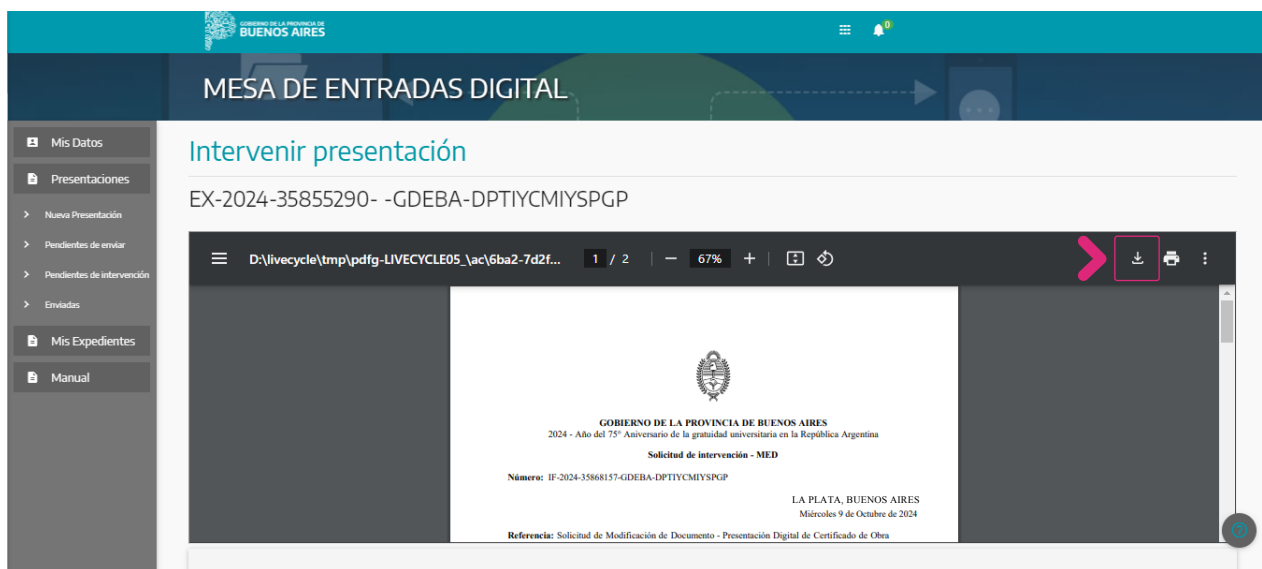 GOBIERNO DE LA PROVINCIA DE
BUENOS AIRES
0
MESA DE ENTRADAS DIGITAL
Mis Datos
Presentaciones
Nueva Presentación
Pendientes de enviar
Pendientes de intervención
Enviadas
Mis Expedientes
Manual
Intervenir presentación
EX-2024-35855290- -GDEBA-DPTIYCMIYSPGP
D:\livecycle\tmp\pdfg-LIVECYCLE05_\ac\6ba2-7d2f... 1 / 2 67%
GOBIERNO DE LA PROVINCIA DE BUENOS AIRES
2024 - Año del 75° Aniversario de la gratuidad universitaria en la República Argentina
Solicitud de intervención - MED
Número: IF-2024-35868157-GDEBA-DPTIYCMIYSPGP
LA PLATA, BUENOS AIRES
Miércoles 9 de Octubre de 2024
Referencia: Solicitud de Modificación de Documento - Presentación Digital de Certificado de Obra